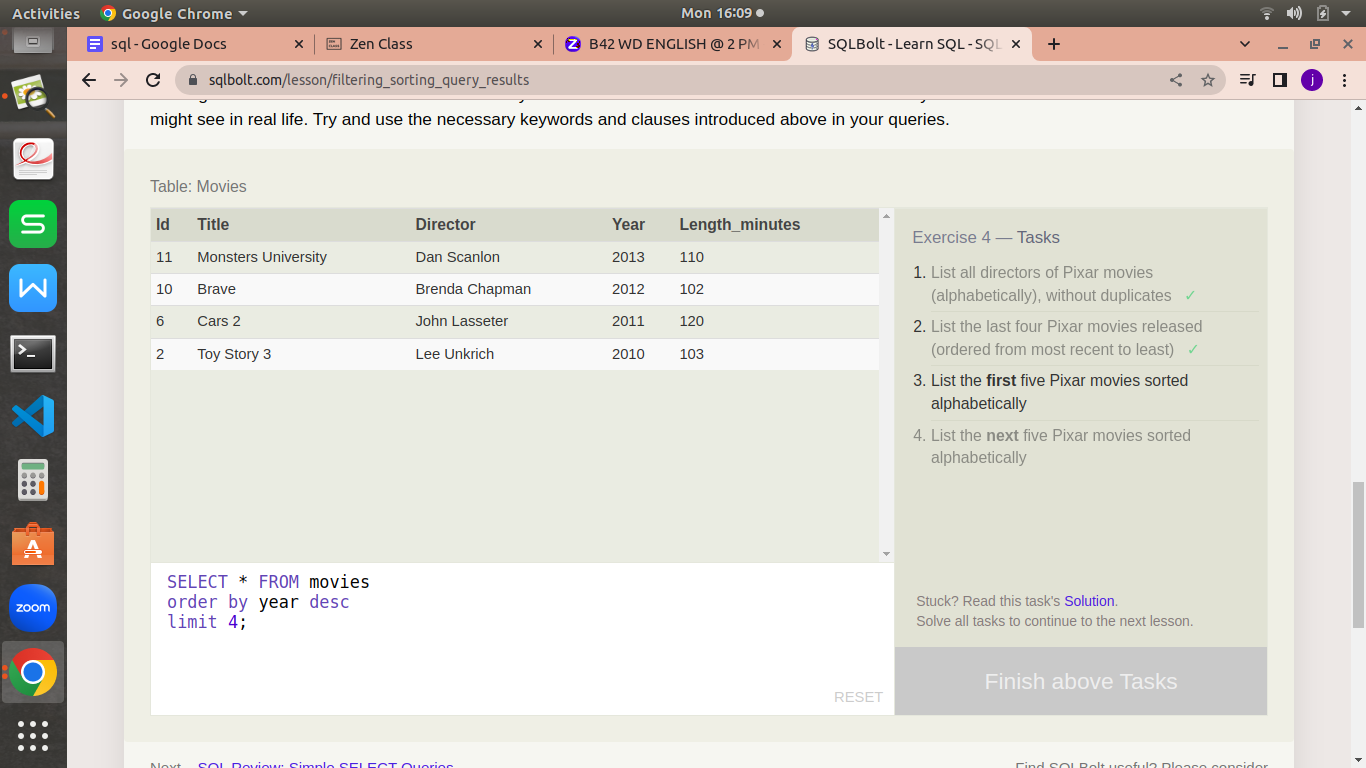 Activities
Google Chrome
Mon 16:09
sql - Google Docs
Zen Class
B42 WD ENGLISH @ 2 PM
SQLBolt - Learn SQL - SQL
sqlbolt.com/lesson/filtering_sorting_query_results
j
might see in real life. Try and use the necessary keywords and clauses introduced above in your queries.
Table: Movies
Id Title Director Year Length_minutes
11 Monsters University Dan Scanlon 2013 110
10 Brave Brenda Chapman 2012 102
6 Cars 2 John Lasseter 2011 120
2 Toy Story 3 Lee Unkrich 2010 103
SELECT * FROM movies
order by year desc
limit 4;
RESET
Exercise 4 — Tasks
1. List all directors of Pixar movies
(alphabetically), without duplicates ✓
2. List the last four Pixar movies released
(ordered from most recent to least) ✓
3. List the first five Pixar movies sorted
alphabetically
4. List the next five Pixar movies sorted
alphabetically
Stuck? Read this task's Solution.
Solve all tasks to continue to the next lesson.
Finish above Tasks
Next – SQL Review: Simple SELECT Queries
Find SQLBolt useful? Please consider
zoom